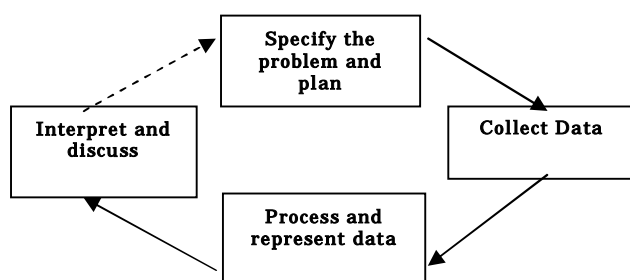 Specify the
problem and
plan
Collect Data
Process and
represent data
Interpret and
discuss